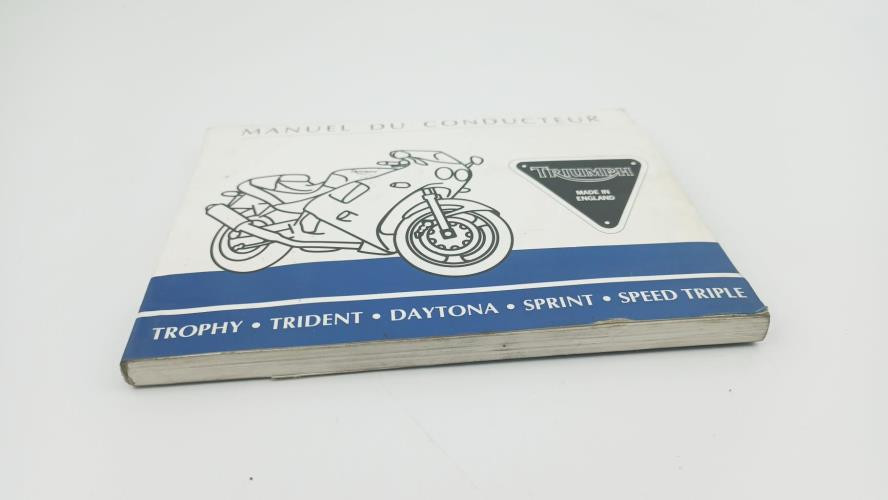 MANUEL DU CONDUCTEUR
TRIUMPH
MADE IN
ENGLAND
TROPHY • TRIDENT • DAYTONA • SPRINT • SPEED TRIPLE